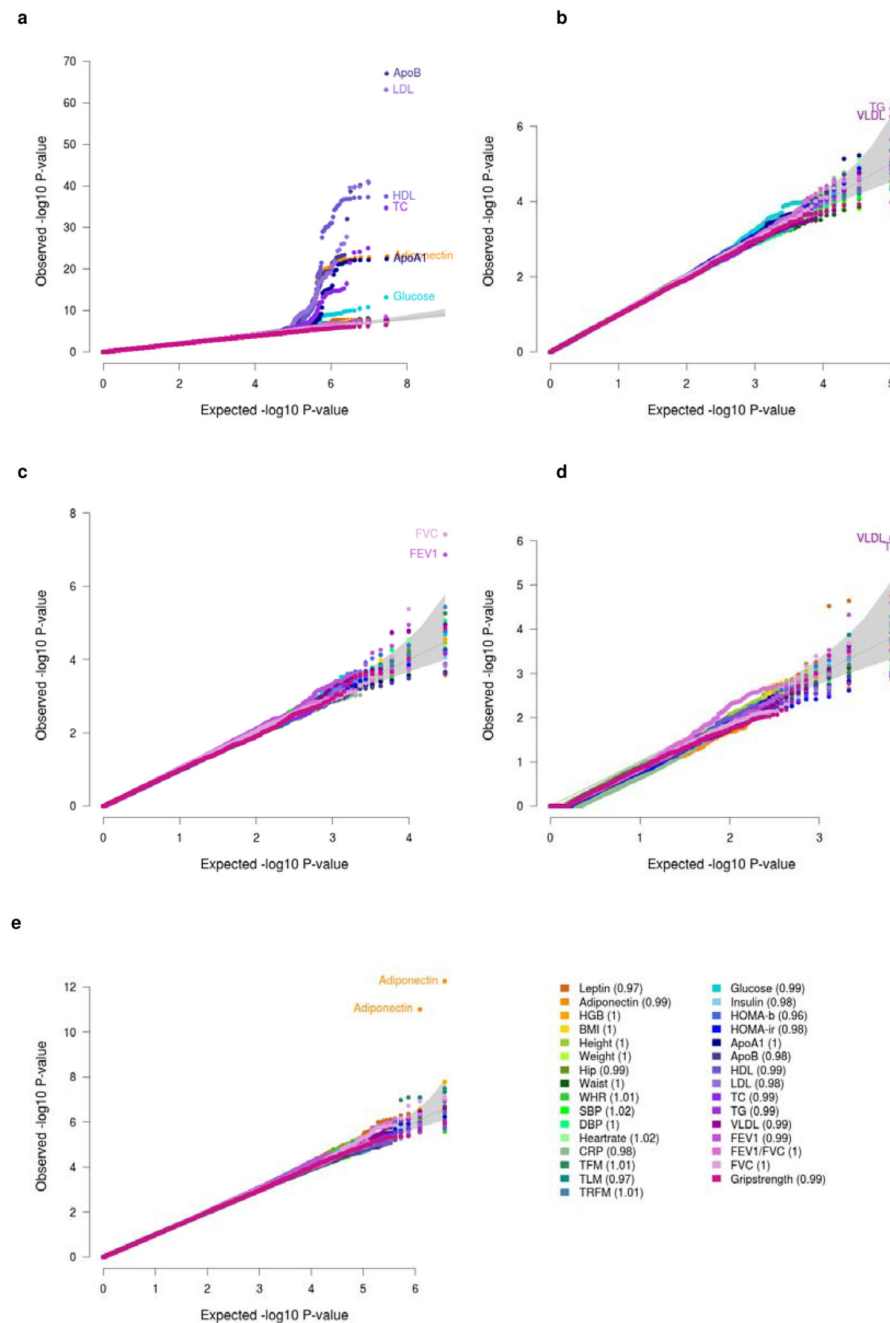 a
70
60
50
40
30
20
10
0
Observed -log10 P-value
ApoB
LDL
HDL
TC
Adiponectin
ApoA1
Glucose
0 2 4 6 8
Expected -log10 P-value
b
6
4
2
0
Observed -log10 P-value
TG
VLDL
0 1 2 3 4 5
Expected -log10 P-value
c
8
6
4
2
0
Observed -log10 P-value
FVC
FEV1
0 1 2 3 4
Expected -log10 P-value
d
6
5
4
3
2
1
0
Observed -log10 P-value
VLDL
0 1 2 3
Expected -log10 P-value
e
12
10
8
6
4
2
0
Observed -log10 P-value
Adiponectin
Adiponectin
0 1 2 3 4 5 6
Expected -log10 P-value
Leptin (0.97)
Adiponectin (0.99)
HGB (1)
BMI (1)
Height (1)
Weight (1)
Hip (0.99)
Waist (1)
WHR (1.01)
SBP (1.02)
DBP (1)
Heartrate (1.02)
CRP (0.98)
TFM (1.01)
TLM (0.97)
TRFM (1.01)
Glucose (0.99)
Insulin (0.98)
HOMA-b (0.96)
HOMA-ir (0.98)
ApoA1 (1)
ApoB (0.98)
HDL (0.99)
LDL (0.98)
TC (0.99)
TG (0.99)
VLDL (0.99)
FEV1 (0.99)
FEV1/FVC (1)
FVC (1)
Gripstrength (0.99)